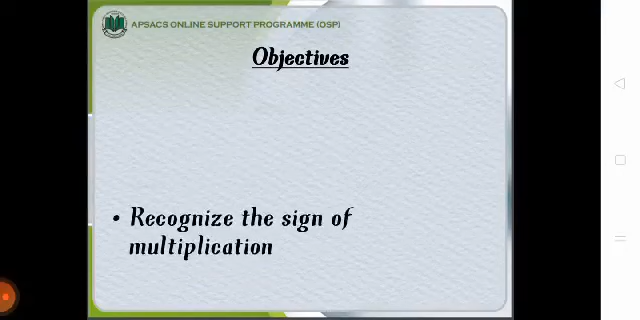 APSACS ONLINE SUPPORT PROGRAMME (OSP)
Objectives
• Recognize the sign of
multiplication